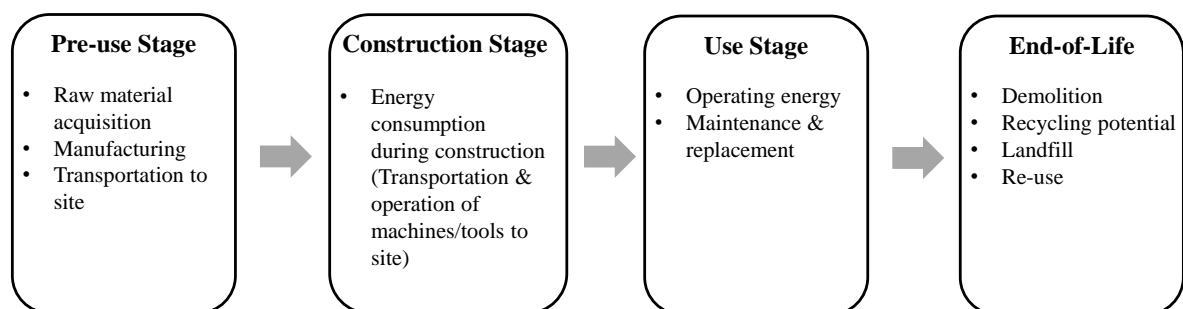 Pre-use Stage
• Raw material
acquisition
• Manufacturing
• Transportation to
site
Construction Stage
• Energy
consumption
during construction
(Transportation &
operation of
machines/tools to
site)
Use Stage
• Operating energy
• Maintenance &
replacement
End-of-Life
• Demolition
• Recycling potential
• Landfill
• Re-use